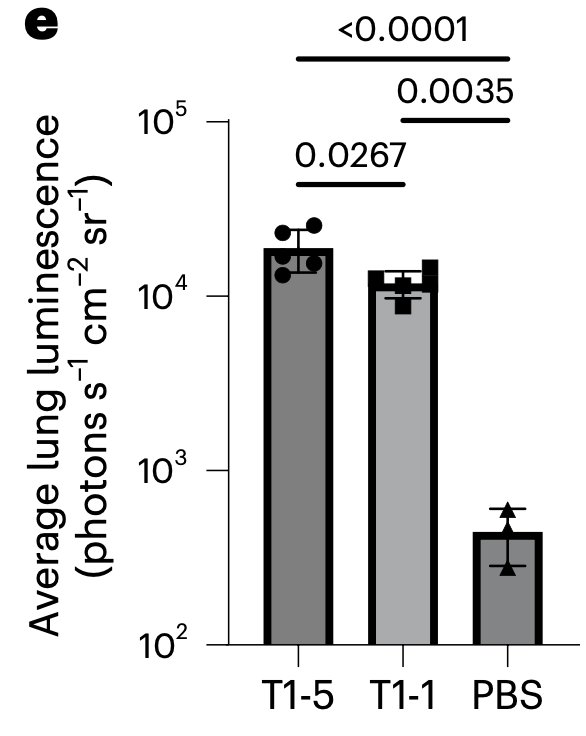 e
<0.0001
0.0035
0.0267
Average lung luminescence
(photons s⁻¹ cm⁻² sr⁻¹)
10⁵
10⁴
10³
10²
T1-5 T1-1 PBS